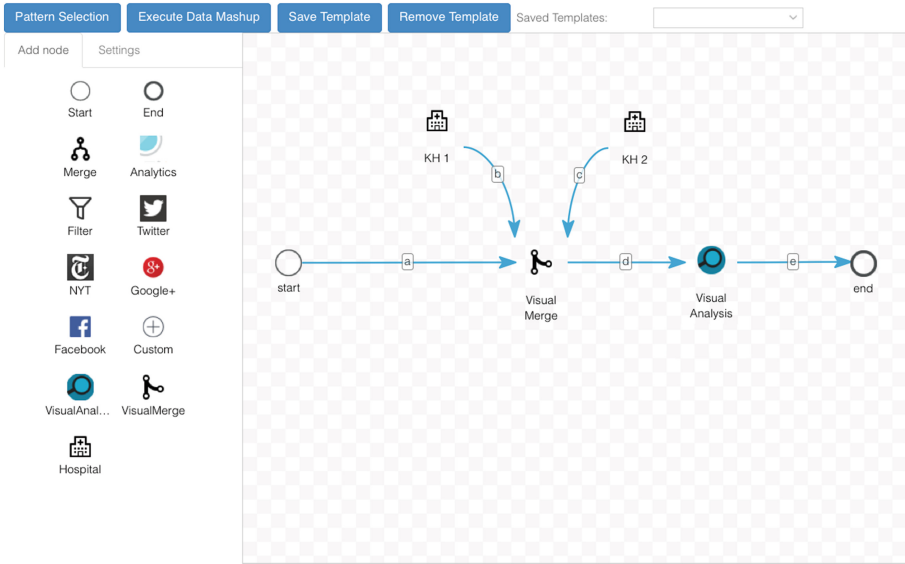 Pattern Selection Execute Data Mashup Save Template Remove Template Saved Templates:
Add node Settings
Start End
Merge Analytics
Filter Twitter
NYT Google+
Facebook Custom
VisualAnal... VisualMerge
Hospital
KH 1 KH 2
b c
a d e
start
Visual
Merge
Visual
Analysis
end